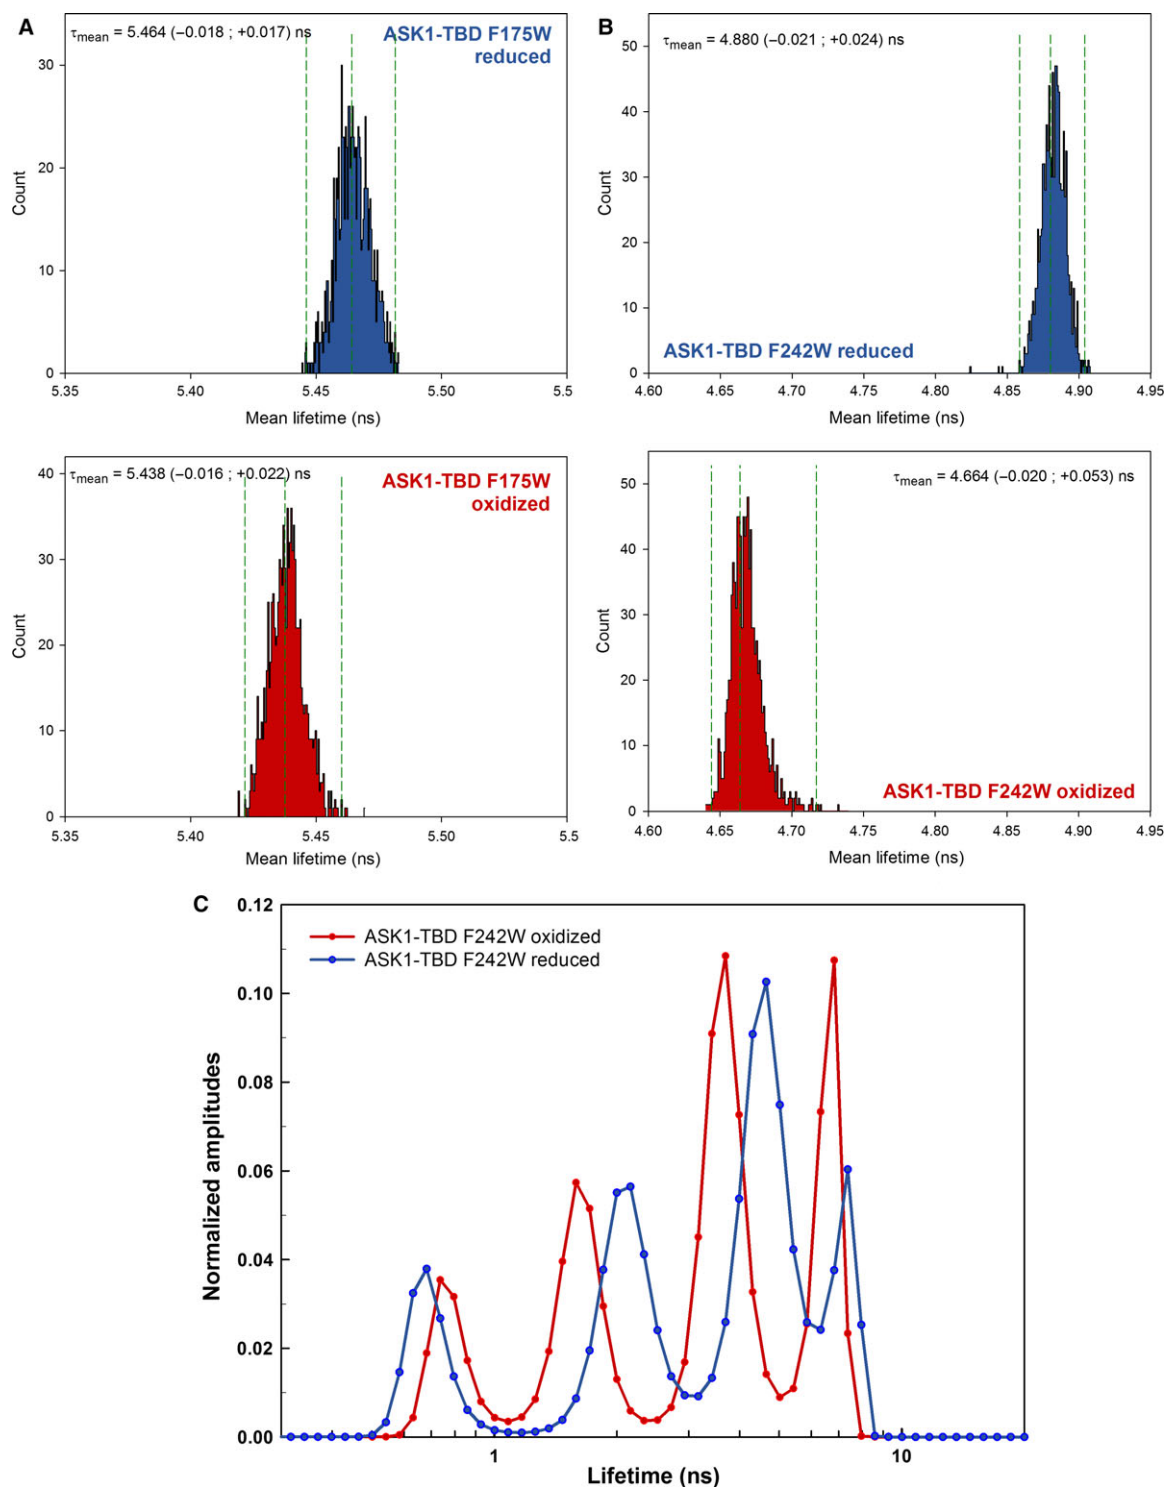 A
τmean = 5.464 (−0.018 ; +0.017) ns
ASK1-TBD F175W
reduced
30
20
10
0
Count
5.35
5.40
5.45
5.50
5.5
Mean lifetime (ns)
B
τmean = 4.880 (−0.021 ; +0.024) ns
50
40
30
20
10
0
Count
ASK1-TBD F242W reduced
4.60
4.65
4.70
4.75
4.80
4.85
4.90
4.95
Mean lifetime (ns)
τmean = 5.438 (−0.016 ; +0.022) ns
ASK1-TBD F175W
oxidized
40
30
20
10
0
Count
5.35
5.40
5.45
5.50
5.5
Mean lifetime (ns)
τmean = 4.664 (−0.020 ; +0.053) ns
50
40
30
20
10
0
Count
ASK1-TBD F242W oxidized
4.60
4.65
4.70
4.75
4.80
4.85
4.90
4.95
Mean lifetime (ns)
C
0.12
0.10
0.08
0.06
0.04
0.02
0.00
Normalized amplitudes
ASK1-TBD F242W oxidized
ASK1-TBD F242W reduced
1
10
Lifetime (ns)